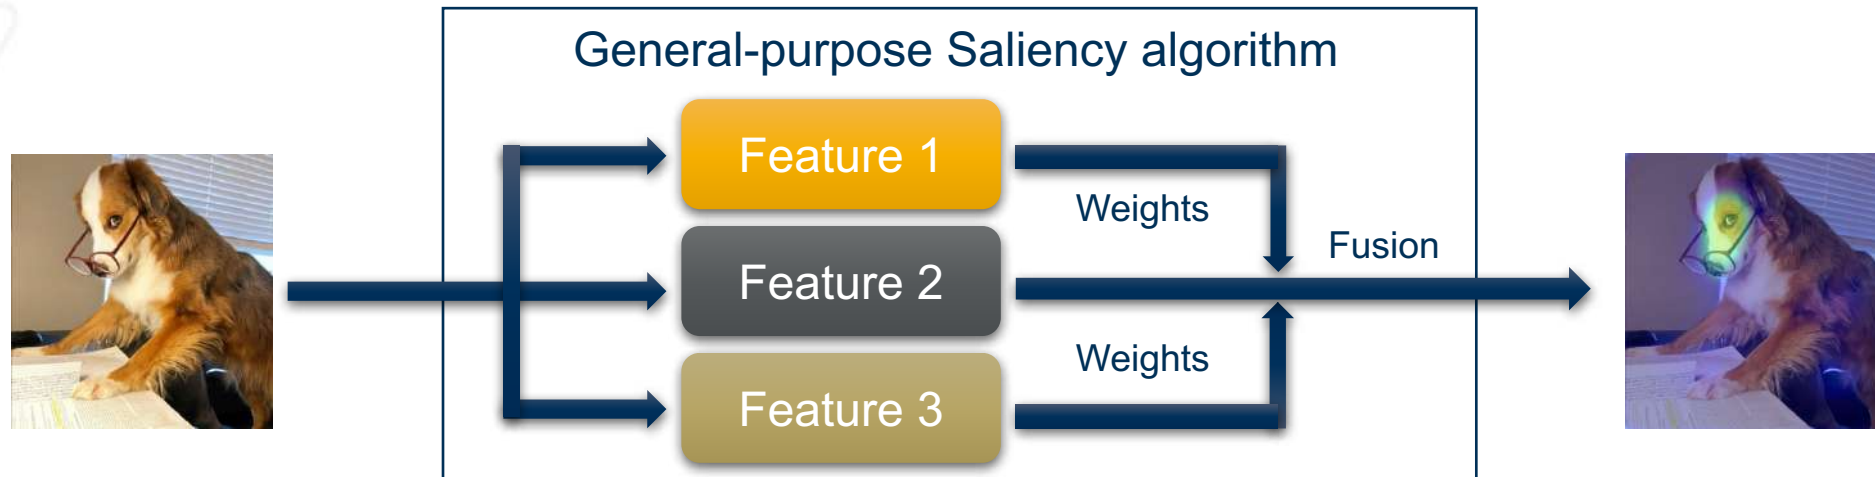 General-purpose Saliency algorithm
Feature 1
Weights
Fusion
Feature 2
Weights
Feature 3